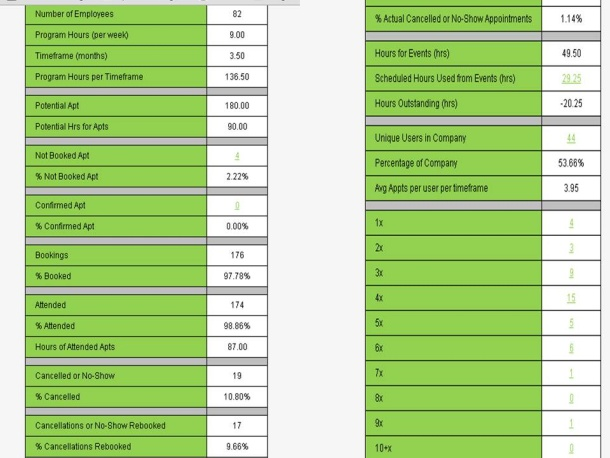 Number of Employees 82
Program Hours (per week) 9.00
Timeframe (months) 3.50
Program Hours per Timeframe 136.50
Potential Apt 180.00
Potential Hrs for Apts 90.00
Not Booked Apt 4
% Not Booked Apt 2.22%
Confirmed Apt 0
% Confirmed Apt 0.00%
Bookings 176
% Booked 97.78%
Attended 174
% Attended 98.86%
Hours of Attended Apts 87.00
Cancelled or No-Show 19
% Cancelled 10.80%
Cancellations or No-Show Rebooked 17
% Cancellations Rebooked 9.66%
% Actual Cancelled or No-Show Appointments 1.14%
Hours for Events (hrs) 49.50
Scheduled Hours Used from Events (hrs) 29.25
Hours Outstanding (hrs) -20.25
Unique Users in Company 44
Percentage of Company 53.66%
Avg Appts per user per timeframe 3.95
1x 4
2x 3
3x 9
4x 15
5x 5
6x 6
7x 1
8x 0
9x 1
10+x 0